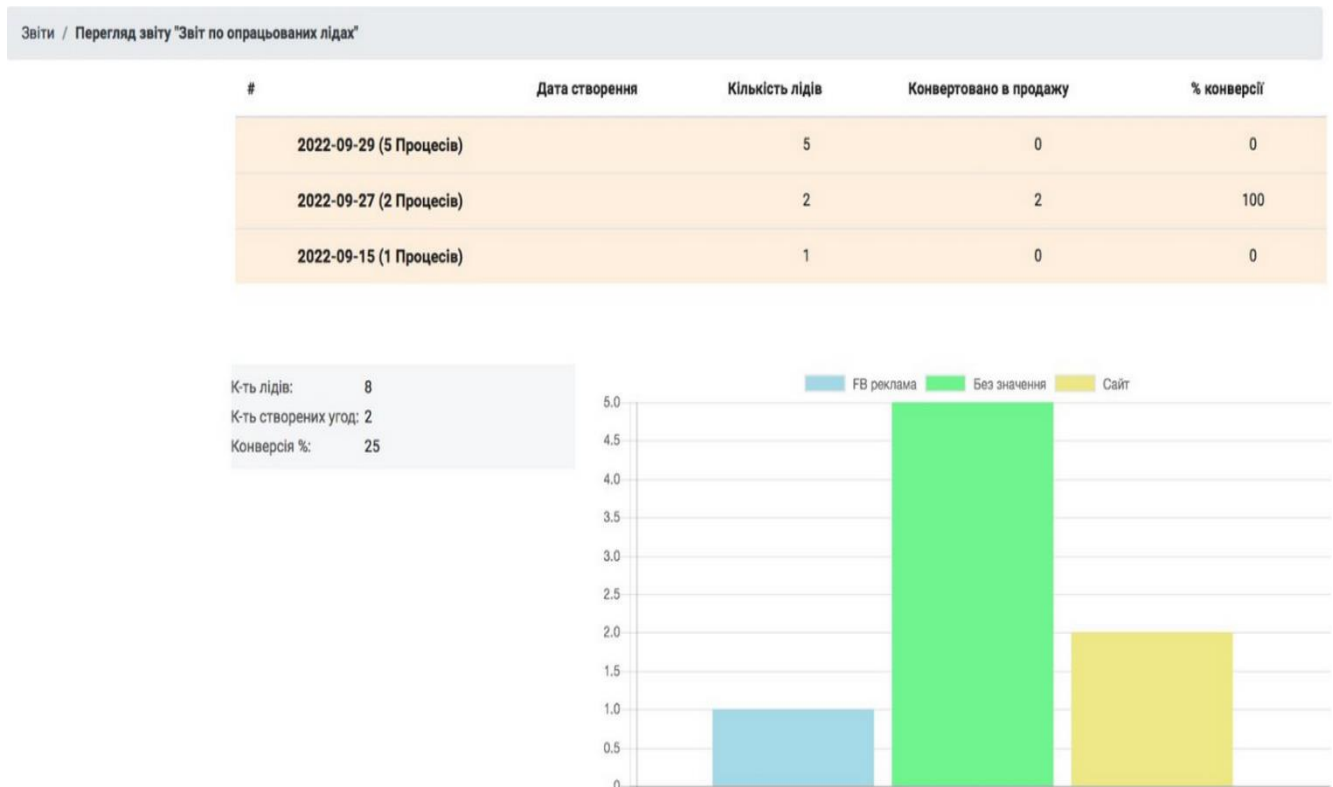 Звіти / Перегляд звіту "Звіт по опрацьованих лідах"
# Дата створення Кількість лідів Конвертовано в продажу % конверсії
2022-09-29 (5 Процесів) 5 0 0
2022-09-27 (2 Процесів) 2 2 100
2022-09-15 (1 Процесів) 1 0 0
К-ть лідів: 8
К-ть створених угод: 2
Конверсія %: 25
FB реклама Без значення Сайт
5.0
4.5
4.0
3.5
3.0
2.5
2.0
1.5
1.0
0.5
0